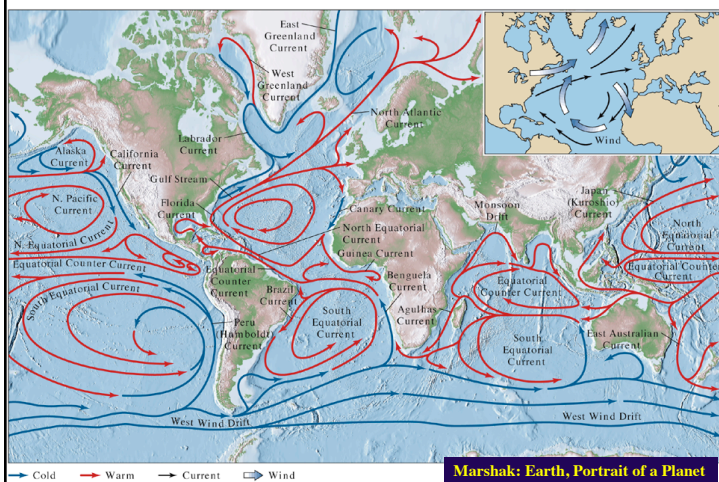 East
Greenland
Current
West
Greenland
Current
North Atlantic
Current
Labrador
Current
Wind
Alaska
Current
California
Current
Gulf Stream
Florida
Current
N. Pacific
Current
N. Equatorial Current
Equatorial Counter Current
South Equatorial Current
Canary Current
North Equatorial
Current
Guinea Current
Monsoon
Drift
Japan
(Kuroshio)
Current
North
Equatorial
Current
Equatorial Counter
Current
Equatorial
Counter
Current
Brazil
Current
Benguela
Current
Agulhas
Current
Equatorial
Counter Current
Peru
(Humboldt)
Current
South
Equatorial
Current
South
Equatorial
Current
East Australian
Current
West Wind Drift
West Wind Drift
Cold
Warm
Current
Wind
Marshak: Earth, Portrait of a Planet